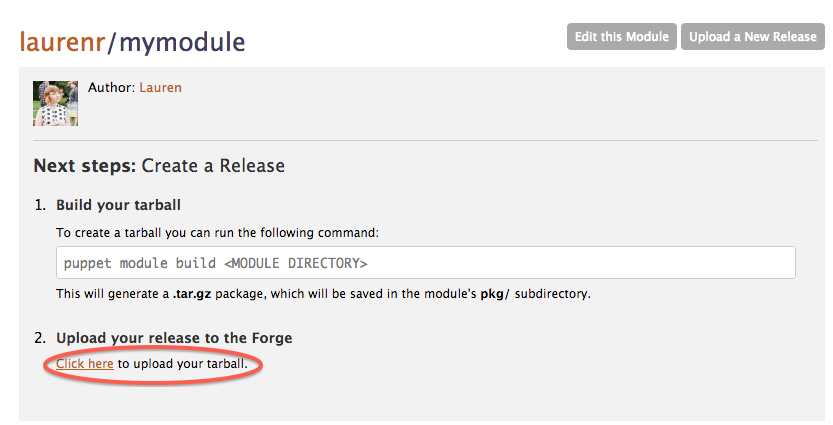 laurenr/mymodule
Edit this Module
Upload a New Release
Author: Lauren
Next steps: Create a Release
1. Build your tarball
To create a tarball you can run the following command:
puppet module build <MODULE DIRECTORY>
This will generate a .tar.gz package, which will be saved in the module's pkg/ subdirectory.
2. Upload your release to the Forge
Click here to upload your tarball.